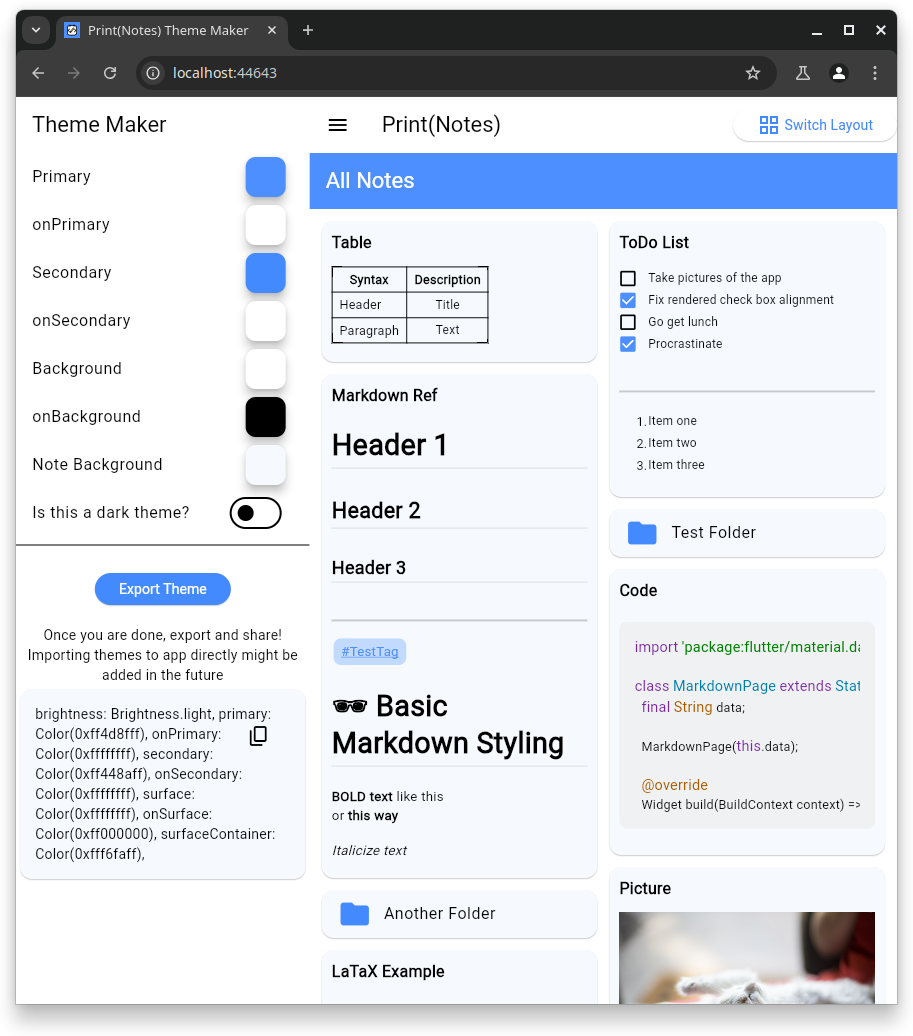 Print(Notes) Theme Maker
localhost:44643
Theme Maker
Primary
onPrimary
Secondary
onSecondary
Background
onBackground
Note Background
Is this a dark theme?
Export Theme
Once you are done, export and share!
Importing themes to app directly might be
added in the future
brightness: Brightness.light, primary:
Color(0xff4d8fff), onPrimary:
Color(0xffffffff), secondary:
Color(0xff448aff), onSecondary:
Color(0xffffffff), surface:
Color(0xffffffff), onSurface:
Color(0xff000000), surfaceContainer:
Color(0xfff6faff),
Print(Notes)
Switch Layout
All Notes
Table
Syntax Description
Header Title
Paragraph Text
Markdown Ref
Header 1
Header 2
Header 3
#TestTag
🕶️ Basic
Markdown Styling
BOLD text like this
or this way
Italicize text
Another Folder
LaTaX Example
ToDo List
Take pictures of the app
Fix rendered check box alignment
Go get lunch
Procrastinate
1. Item one
2. Item two
3. Item three
Test Folder
Code
import 'package:flutter/material.da
class MarkdownPage extends Stat
final String data;
MarkdownPage(this.data);
@override
Widget build(BuildContext context) =>
Picture